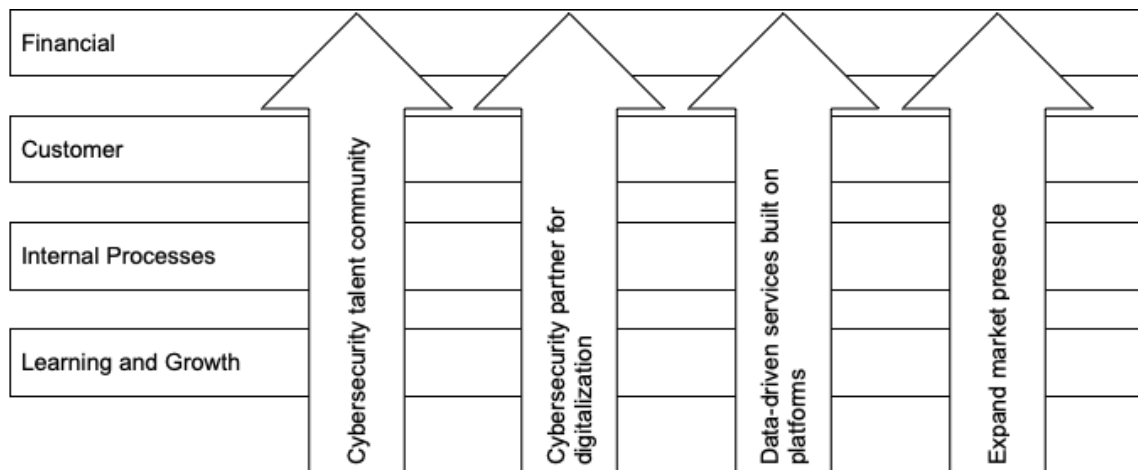 Financial
Customer
Internal Processes
Learning and Growth
Cybersecurity talent community
Cybersecurity partner for
digitalization
Data-driven services built on
platforms
Expand market presence